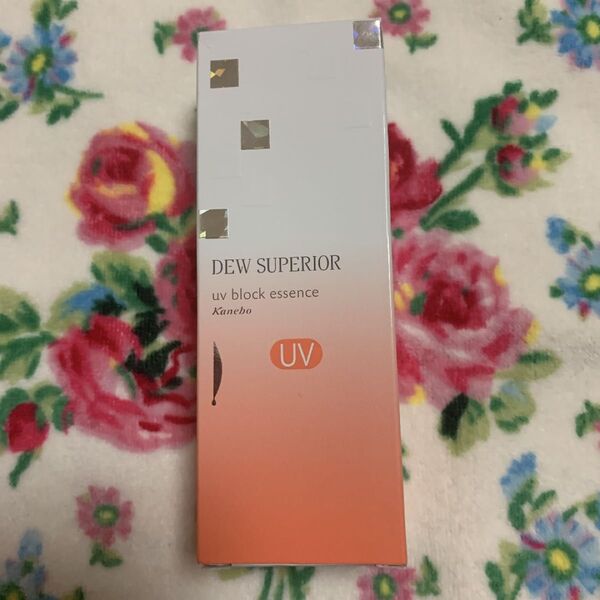 DEW SUPERIOR
uv block essence
Kanebo
UV